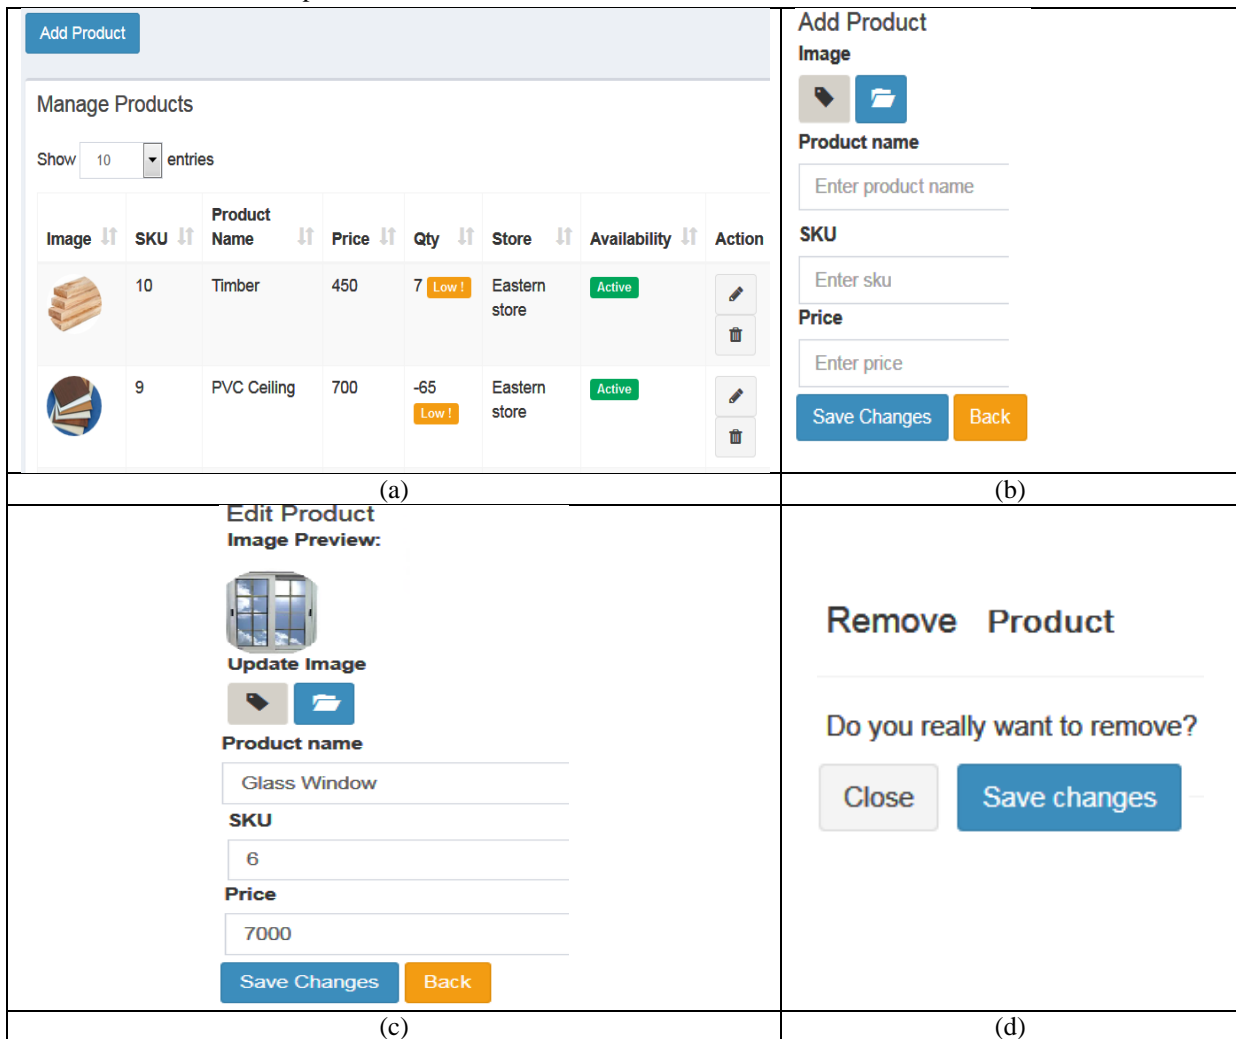 Add Product
Manage Products
Show 10 entries
Image SKU Product Name Price Qty Store Availability Action
10 Timber 450 7 Low ! Eastern store Active
9 PVC Ceiling 700 -65 Low ! Eastern store Active
(a)
Add Product
Image
Product name
Enter product name
SKU
Enter sku
Price
Enter price
Save Changes Back
(b)
Edit Product
Image Preview:
Update Image
Product name
Glass Window
SKU
6
Price
7000
Save Changes Back
(c)
Remove Product
Do you really want to remove?
Close Save changes
(d)